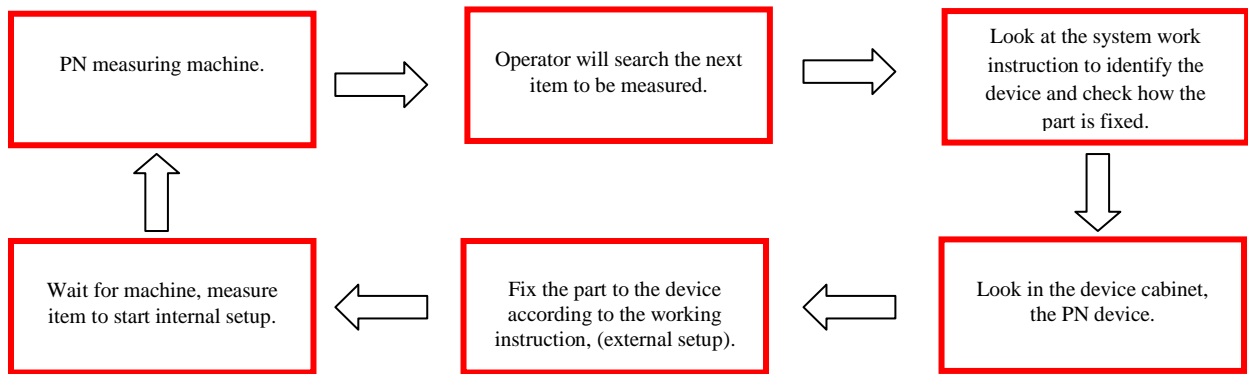 PN measuring machine.
Operator will search the next
item to be measured.
Look at the system work
instruction to identify the
device and check how the
part is fixed.
Look in the device cabinet,
the PN device.
Fix the part to the device
according to the working
instruction, (external setup).
Wait for machine, measure
item to start internal setup.